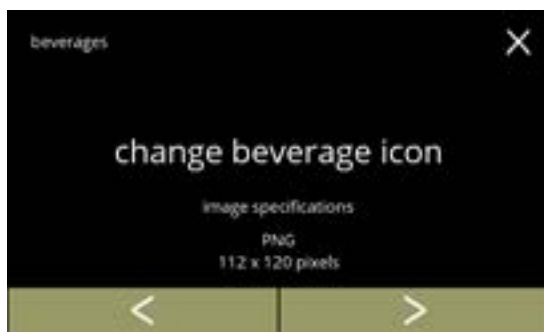 beverages
change beverage icon
image specifications
PNG
112 x 120 pixels